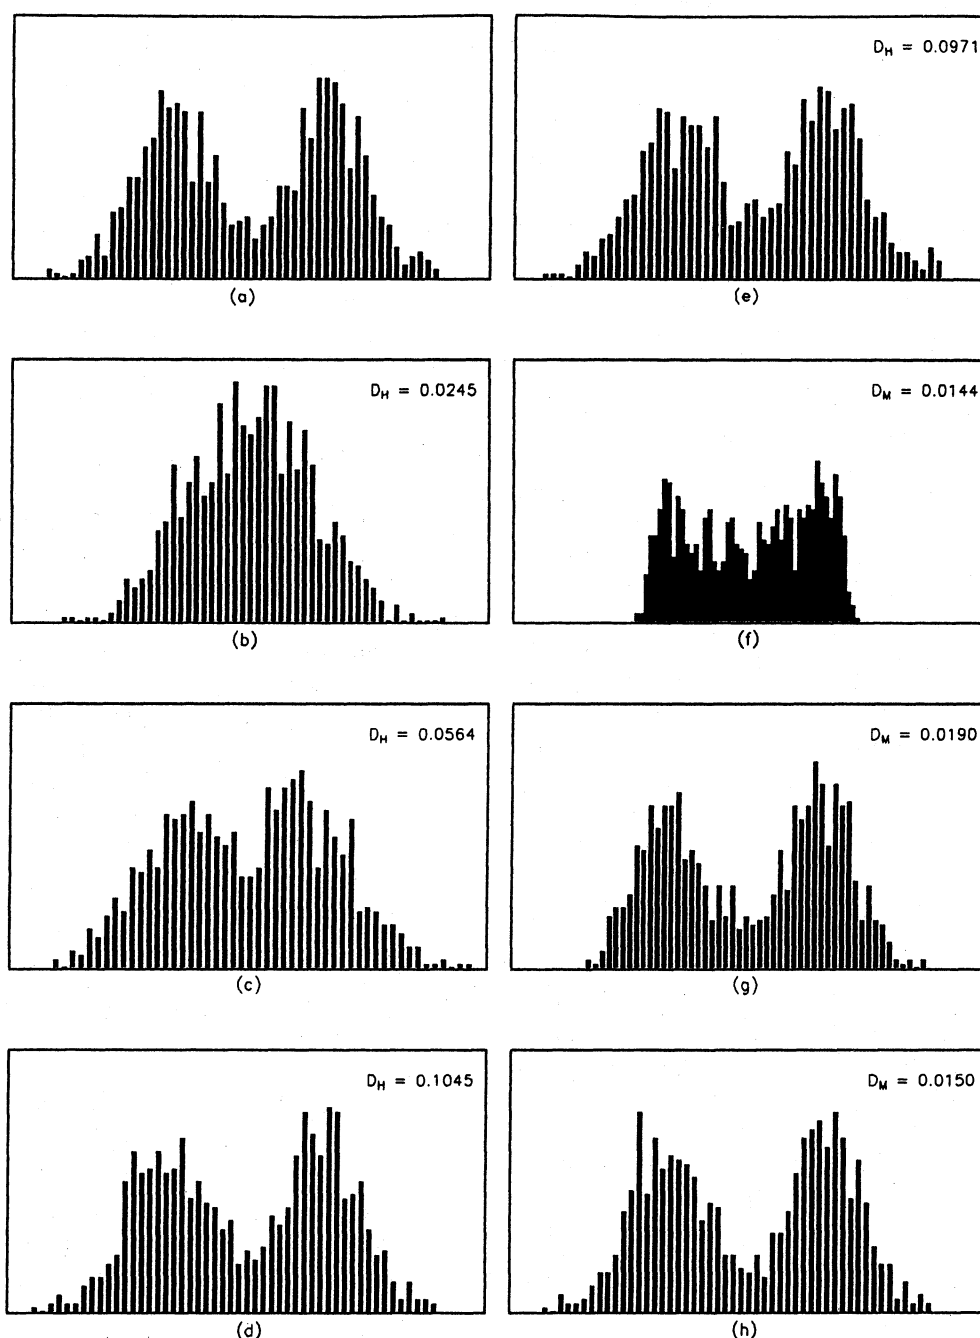 (a)
D_H = 0.0971
(e)
D_H = 0.0245
(b)
D_M = 0.0144
(f)
D_H = 0.0564
(c)
D_M = 0.0190
(g)
D_H = 0.1045
(d)
D_M = 0.0150
(h)